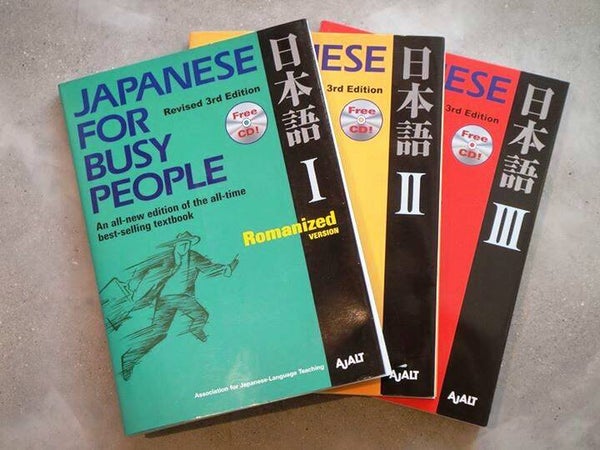 JAPANESE
FOR
BUSY
PEOPLE
Revised 3rd Edition
Free
CD!
An all-new edition of the all-time
best-selling textbook
日本語
I
Romanized
VERSION
Association for Japanese-Language Teaching
AJALT
NESE
3rd Edition
Free
CD!
日本語
II
AJALT
ESE
3rd Edition
Free
CD!
日本語
III
AJALT